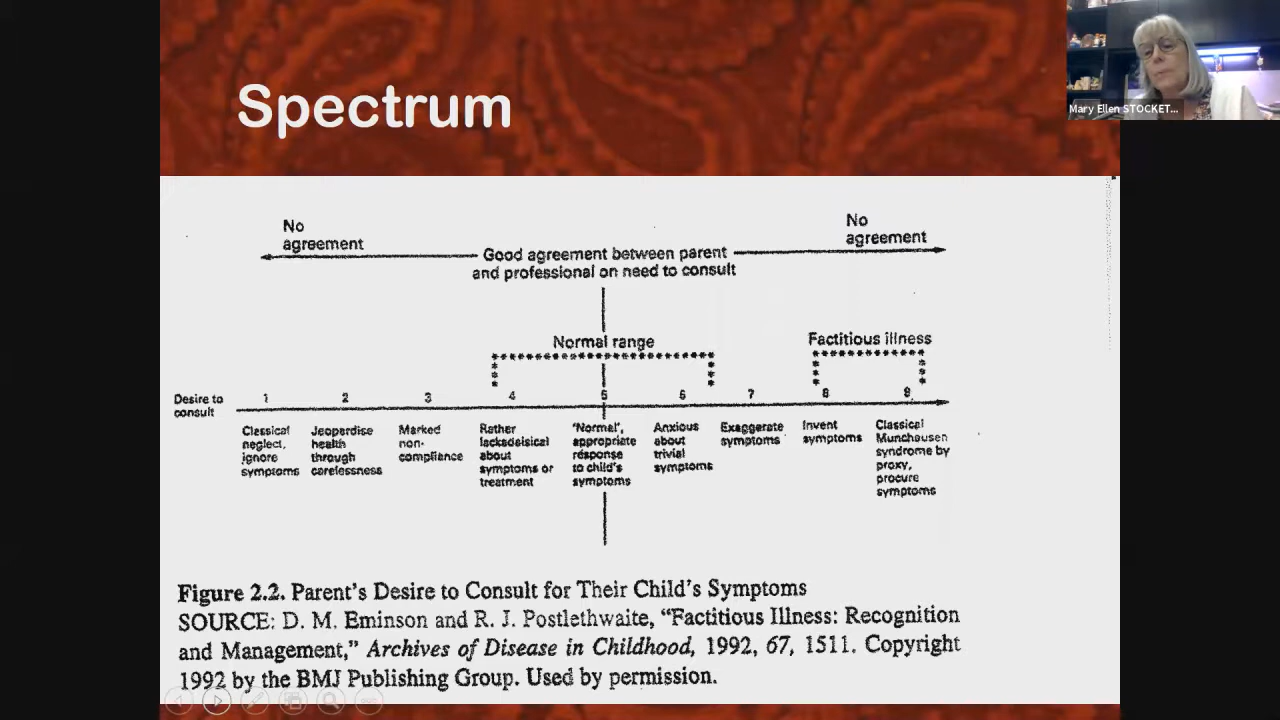 Spectrum
Mary Ellen STOCKET...
No
agreement
No
agreement
Good agreement between parent
and professional on need to consult
Normal range
Factitious illness
Desire to
consult
1 2 3 4 5 6 7 8 9
Classical
neglect,
ignore
symptoms
Jeoperdise
health
through
carelessness
Marked
non-
compliance
Rather
lackadaisical
about
symptoms or
treatment
'Normal',
appropriate
response
to child's
symptoms
Anxious
about
trivial
symptoms
Exaggerate
symptoms
Invent
symptoms
Classical
Munchausen
syndrome by
proxy,
procure
symptoms
Figure 2.2. Parent's Desire to Consult for Their Child's Symptoms
SOURCE: D. M. Eminson and R. J. Postlethwaite, "Factitious Illness: Recognition
and Management," Archives of Disease in Childhood, 1992, 67, 1511. Copyright
1992 by the BMJ Publishing Group. Used by permission.